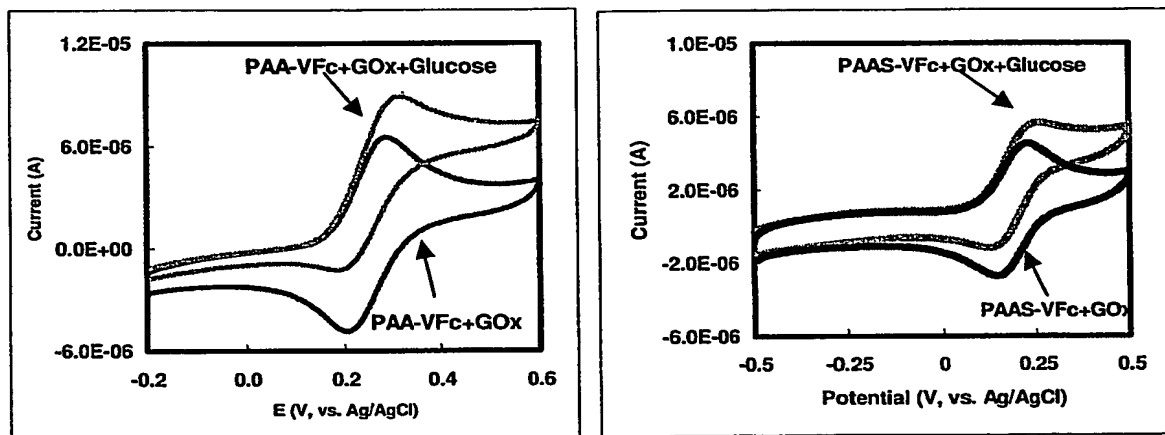 1.2E-05
PAA-VFc+GOx+Glucose
6.0E-06
Current (A)
0.0E+00
PAA-VFc+GOx
-6.0E-06
-0.2
0.0
0.2
0.4
0.6
E (V, vs. Ag/AgCl)
1.0E-05
PAAS-VFc+GOx+Glucose
6.0E-06
Current (A)
2.0E-06
-2.0E-06
PAAS-VFc+GOx
-6.0E-06
-0.5
-0.25
0
0.25
0.5
Potential (V, vs. Ag/AgCl)